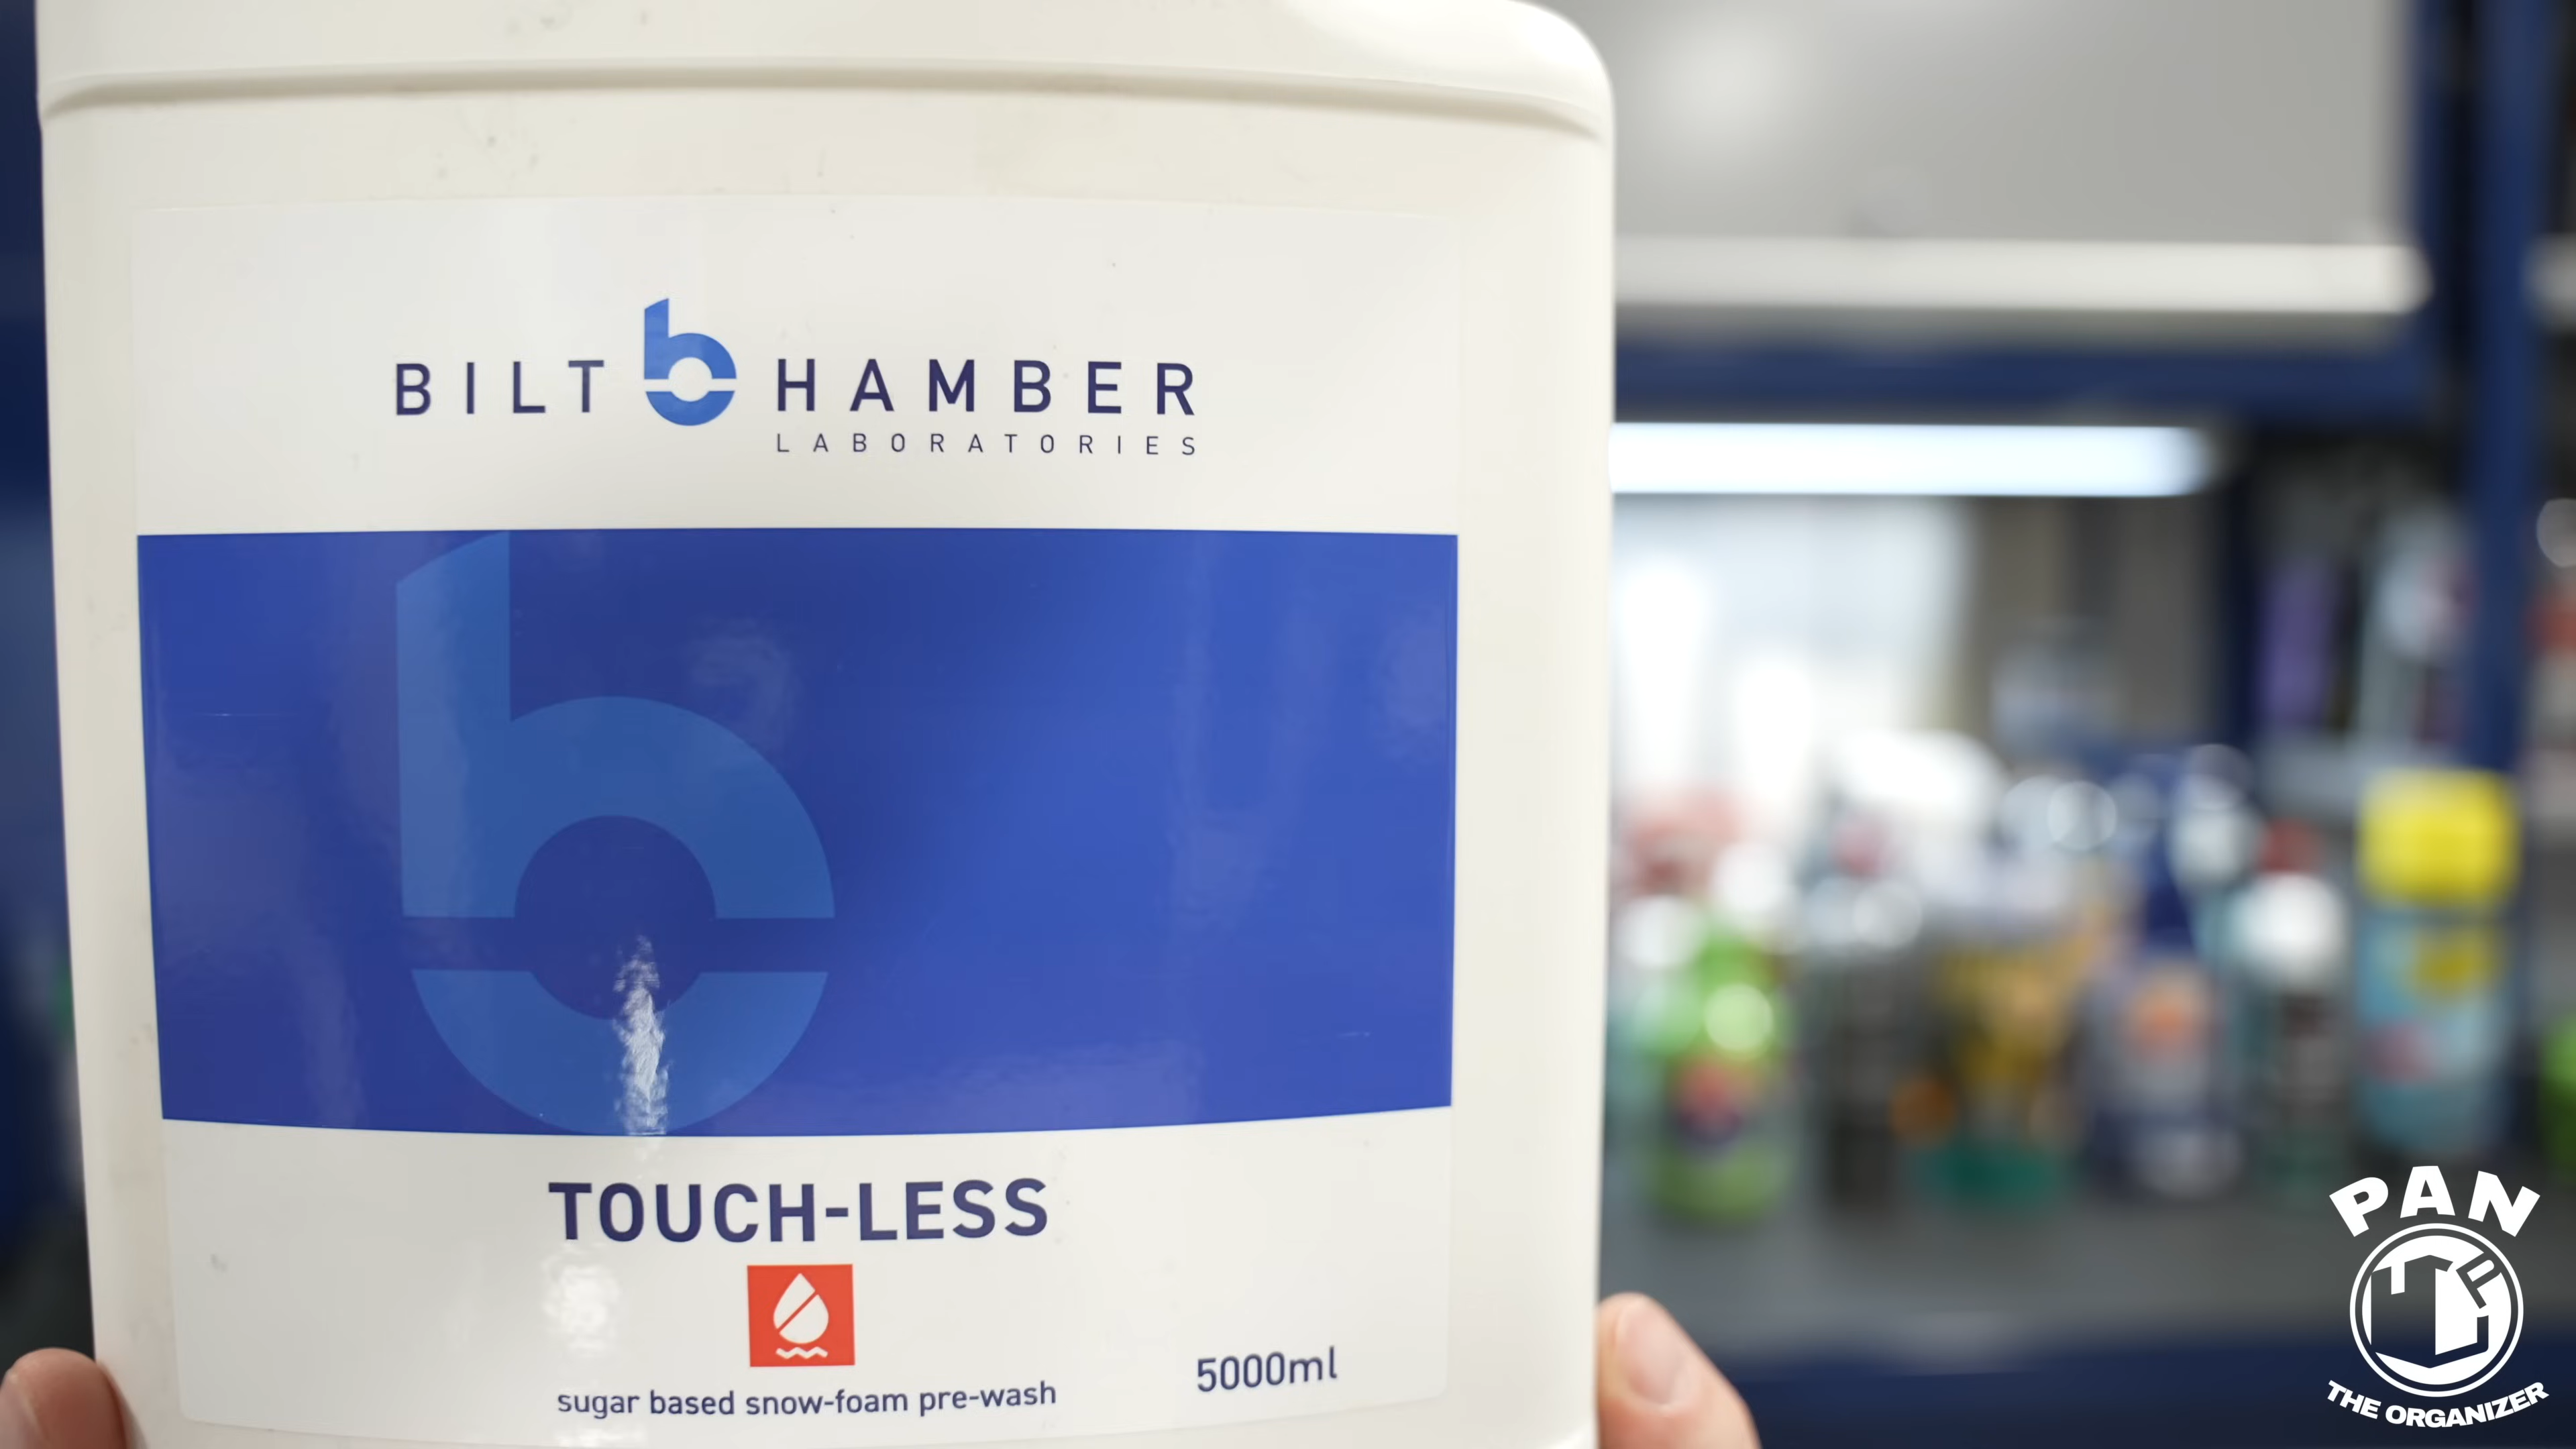 BILT HAMBER
LABORATORIES
TOUCH-LESS
sugar based snow-foam pre-wash
5000ml
PAN
THE ORGANIZER